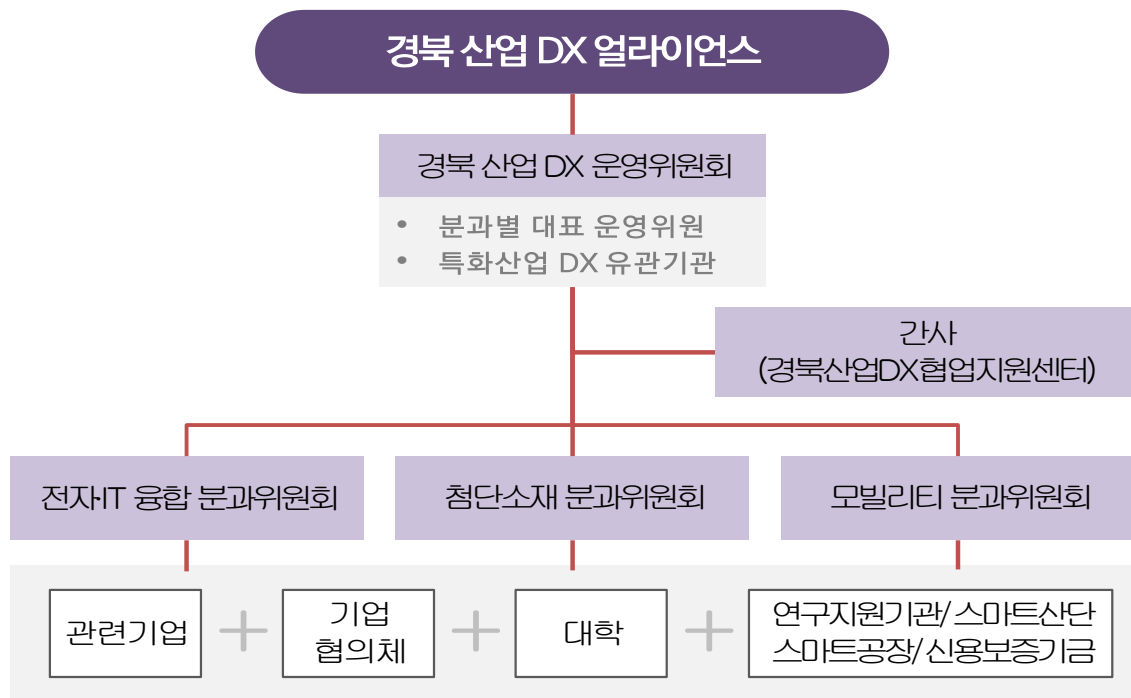 경북 산업 DX 얼라이언스
경북 산업 DX 운영위원회
• 분과별 대표 운영위원
• 특화산업 DX 유관기관
간사
(경북산업DX협업지원센터)
전자·IT 융합 분과위원회
첨단소재 분과위원회
모빌리티 분과위원회
관련기업
+
기업
협의체
+
대학
+
연구지원기관/스마트산단
스마트공장/신용보증기금